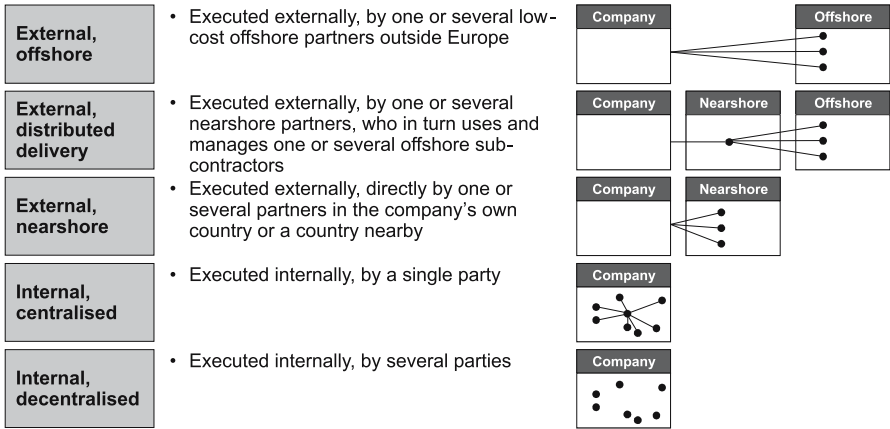 External,
offshore
• Executed externally, by one or several low-
cost offshore partners outside Europe
Company
Offshore
External,
distributed
delivery
• Executed externally, by one or several
nearshore partners, who in turn uses and
manages one or several offshore sub-
contractors
Company
Nearshore
Offshore
External,
nearshore
• Executed externally, directly by one or
several partners in the company's own
country or a country nearby
Company
Nearshore
Internal,
centralised
• Executed internally, by a single party
Company
Internal,
decentralised
• Executed internally, by several parties
Company